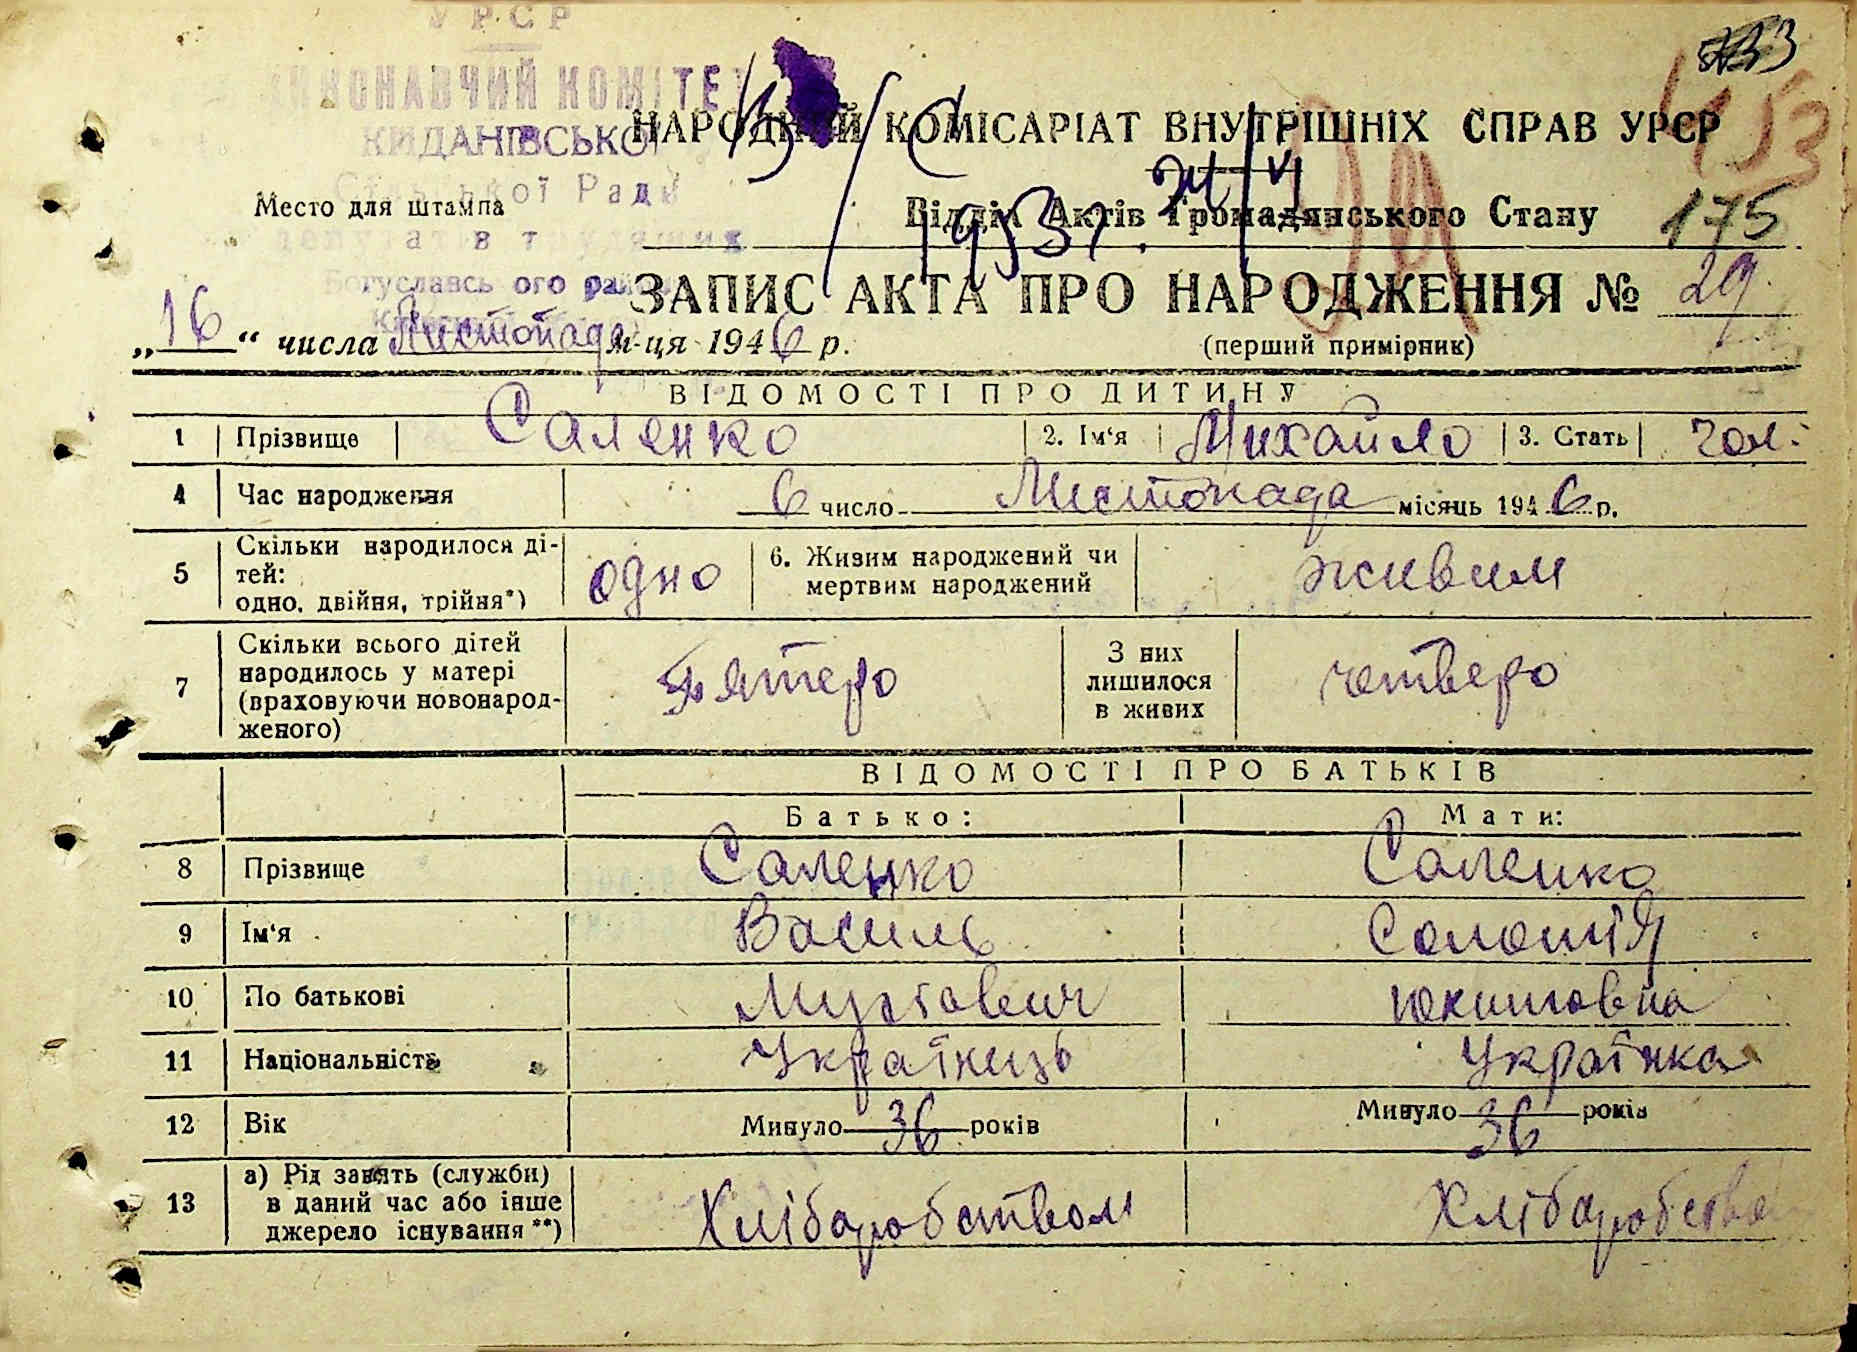 УРСР
ВИКОНАВЧИЙ КОМІТЕТ
КИДАНІВСЬКОЇ
Сільської Ради
депутатів трудящих
Богуславського району
733
153
НАРОДНИЙ КОМІСАРІАТ ВНУТРІШНІХ СПРАВ УРСР
Место для штампа
Відділ Актів Громадянського Стану
175
ЗАПИС АКТА ПРО НАРОДЖЕННЯ № 29.
„16“ числа Листопада м-ця 1946 р.
(перший примірник)
ВІДОМОСТІ ПРО ДИТИНУ
1 Прізвище Саленко 2. Ім‘я Михайло 3. Стать чол.
4 Час народження 6 число Листопада місяць 1946 р.
5 Скільки народилося дітей: одно, двійня, трійня*) одно 6. Живим народжений чи мертвим народжений живим
7 Скільки всього дітей народилось у матері (враховуючи новонародженого) пятеро З них лишилося в живих четверо
ВІДОМОСТІ ПРО БАТЬКІВ
Батько: Мати:
8 Прізвище Саленко Саленко
9 Ім‘я Василь Соломія
10 По батькові
11 Національність Українець Українка
12 Вік Минуло 36 років Минуло 36 років
13 а) Рід занять (служби) в даний час або інше джерело існування**) Хлібаробством Хлібаробство